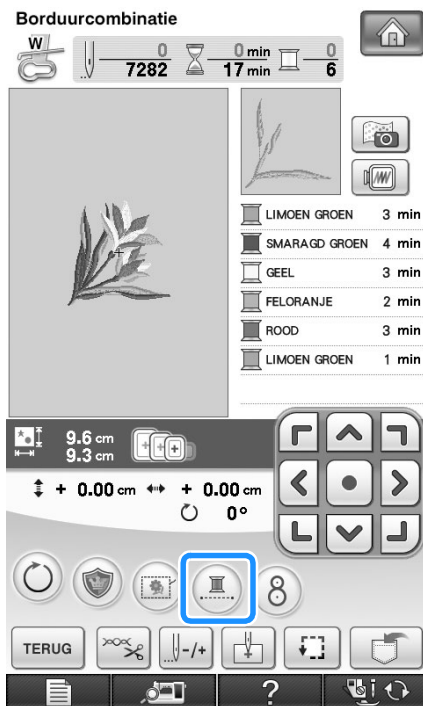 Borduurcombinatie
W
0
7282
0 min
17 min
0
6
LIMOEN GROEN 3 min
SMARAGD GROEN 4 min
GEEL 3 min
FELORANJE 2 min
ROOD 3 min
LIMOEN GROEN 1 min
9.6 cm
9.3 cm
+ 0.00 cm + 0.00 cm
0°
8
TERUG
-/+
?